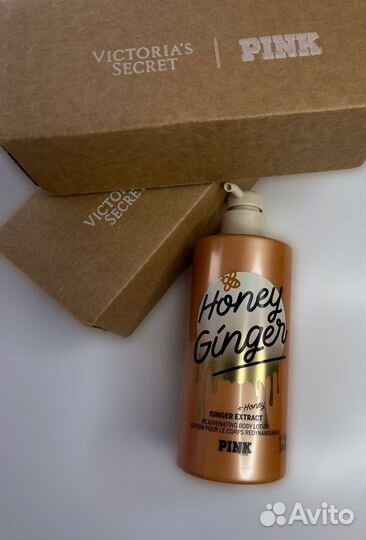 VICTORIA'S
SECRET
PINK
VICTORIA'S
SECRET
Honey
Ginger
+ Honey
GINGER EXTRACT
REJUVENATING BODY LOTION
LOTION POUR LE CORPS REDYNAMISANTE
PINK
Avito